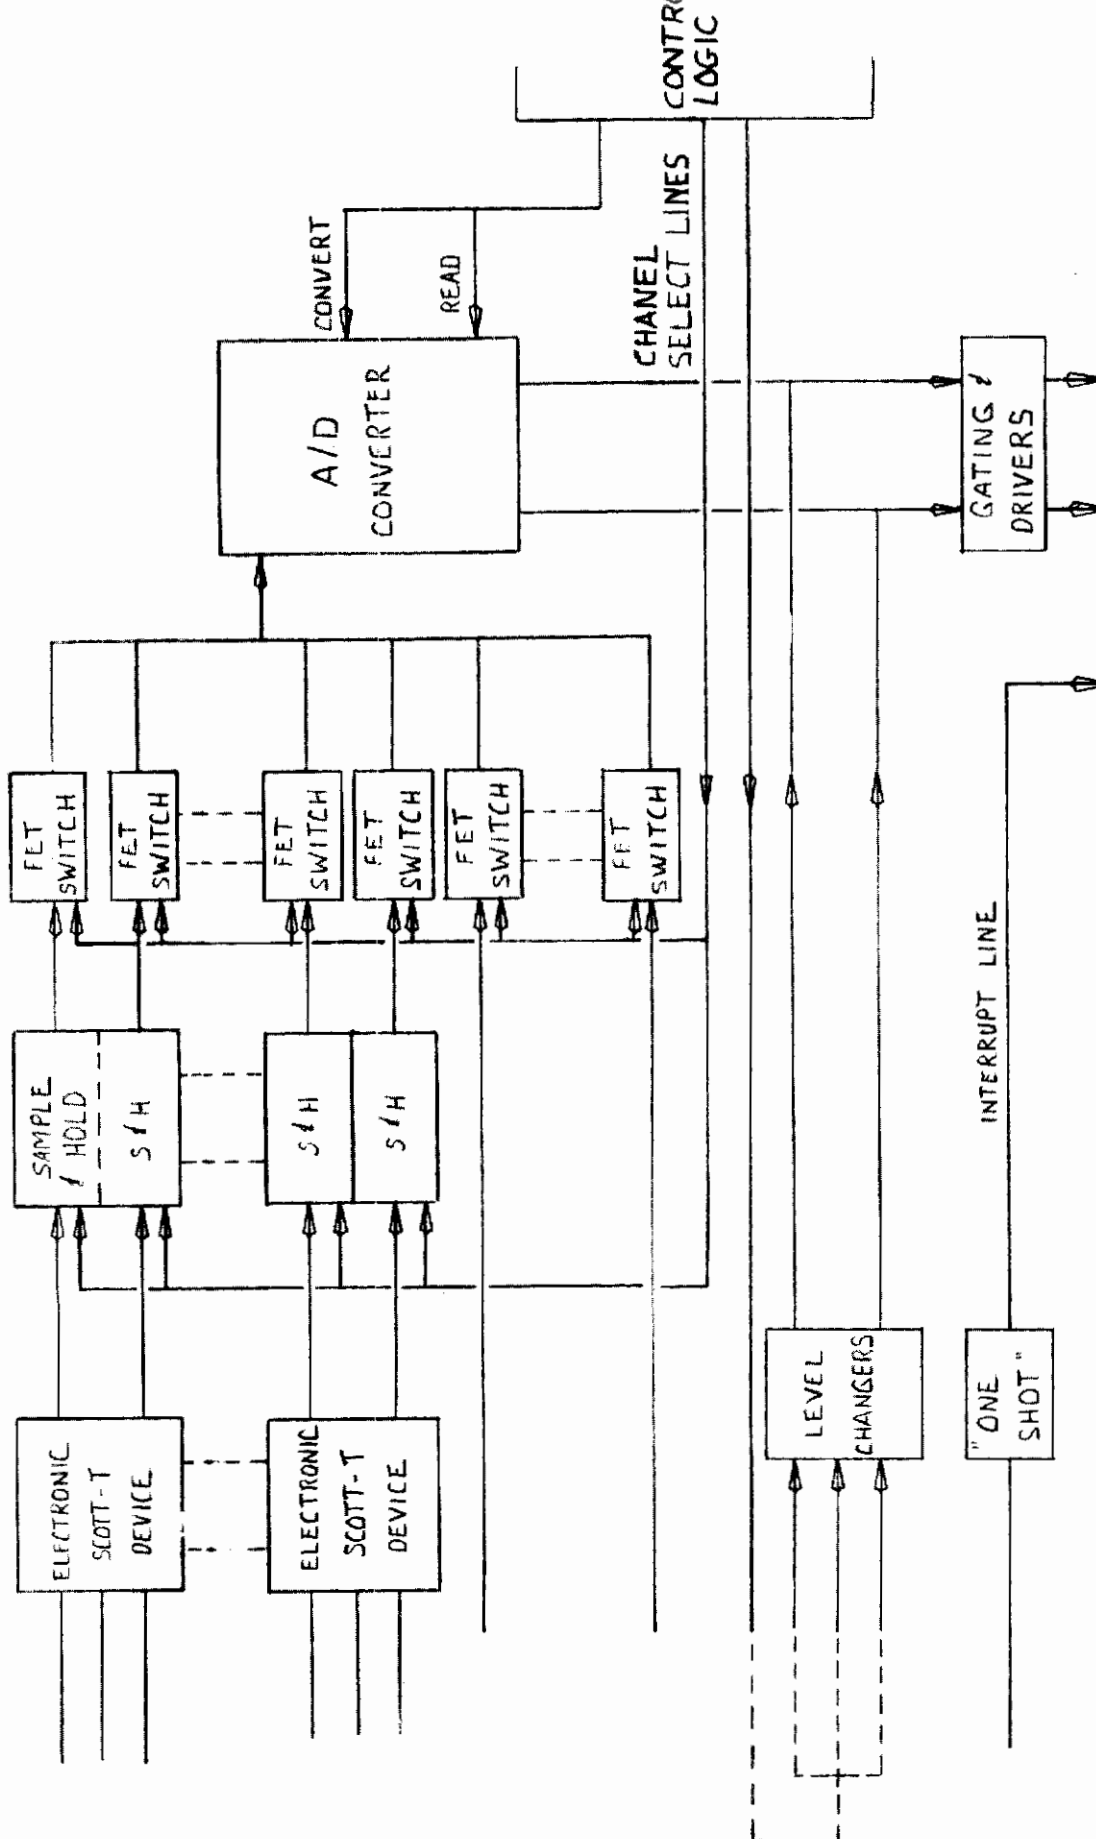 ELECTRONIC
SCOTT-T
DEVICE
ELECTRONIC
SCOTT-T
DEVICE
SAMPLE
& HOLD
S&H
S&H
S&H
FET
SWITCH
FET
SWITCH
FET
SWITCH
FET
SWITCH
FET
SWITCH
FET
SWITCH
A/D
CONVERTER
CONVERT
READ
CHANEL
SELECT LINES
LOGIC
LEVEL
CHANGERS
GATING &
DRIVERS
"ONE
SHOT"
INTERRUPT LINE